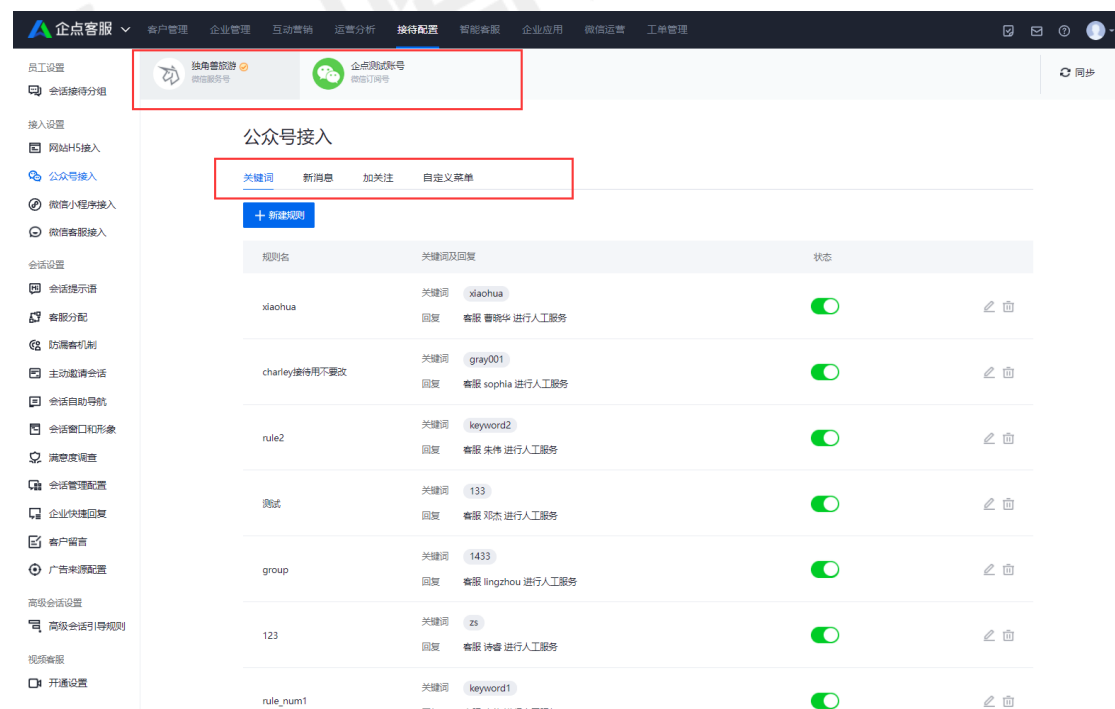 企点客服 客户管理 企业管理 互动营销 运营分析 接待配置 智能客服 企业应用 微信运营 工单管理
员工设置
会话接待分组
接入设置
网站H5接入
公众号接入
微信小程序接入
微信客服接入
会话设置
会话提示语
客服分配
防漏客机制
主动邀请会话
会话自助导航
会话窗口和形象
满意度调查
会话管理配置
企业快捷回复
客户留言
广告来源配置
高级会话设置
高级会话引导规则
视频客服
开通设置
独角兽旅游
微信服务号
企点测试账号
微信订阅号
同步
公众号接入
关键词 新消息 加关注 自定义菜单
新建规则
规则名 关键词及回复 状态
xiaohua 关键词 xiaohua
回复 客服 曹晓华 进行人工服务
charley接待用不要改 关键词 gray001
回复 客服 sophia 进行人工服务
rule2 关键词 keyword2
回复 客服 朱伟 进行人工服务
测试 关键词 133
回复 客服 邓杰 进行人工服务
group 关键词 1433
回复 客服 lingzhou 进行人工服务
123 关键词 zs
回复 客服 诗睿 进行人工服务
rule_num1 关键词 keyword1